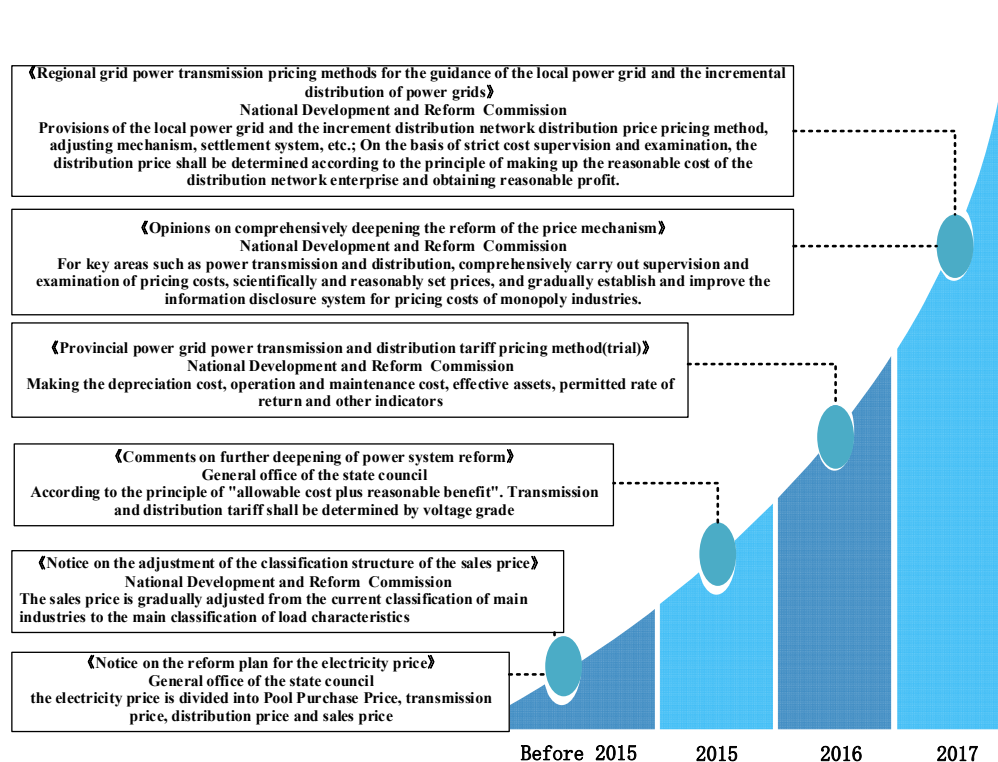 《Regional grid power transmission pricing methods for the guidance of the local power grid and the incremental
distribution of power grids》
National Development and Reform Commission
Provisions of the local power grid and the increment distribution network distribution price pricing method,
adjusting mechanism, settlement system, etc.; On the basis of strict cost supervision and examination, the
distribution price shall be determined according to the principle of making up the reasonable cost of the
distribution network enterprise and obtaining reasonable profit.
《Opinions on comprehensively deepening the reform of the price mechanism》
National Development and Reform Commission
For key areas such as power transmission and distribution, comprehensively carry out supervision and
examination of pricing costs, scientifically and reasonably set prices, and gradually establish and improve the
information disclosure system for pricing costs of monopoly industries.
《Provincial power grid power transmission and distribution tariff pricing method(trial)》
National Development and Reform Commission
Making the depreciation cost, operation and maintenance cost, effective assets, permitted rate of
return and other indicators
《Comments on further deepening of power system reform》
General office of the state council
According to the principle of "allowable cost plus reasonable benefit". Transmission
and distribution tariff shall be determined by voltage grade
《Notice on the adjustment of the classification structure of the sales price》
National Development and Reform Commission
The sales price is gradually adjusted from the current classification of main
industries to the main classification of load characteristics
《Notice on the reform plan for the electricity price》
General office of the state council
the electricity price is divided into Pool Purchase Price, transmission
price, distribution price and sales price
Before 2015
2015
2016
2017